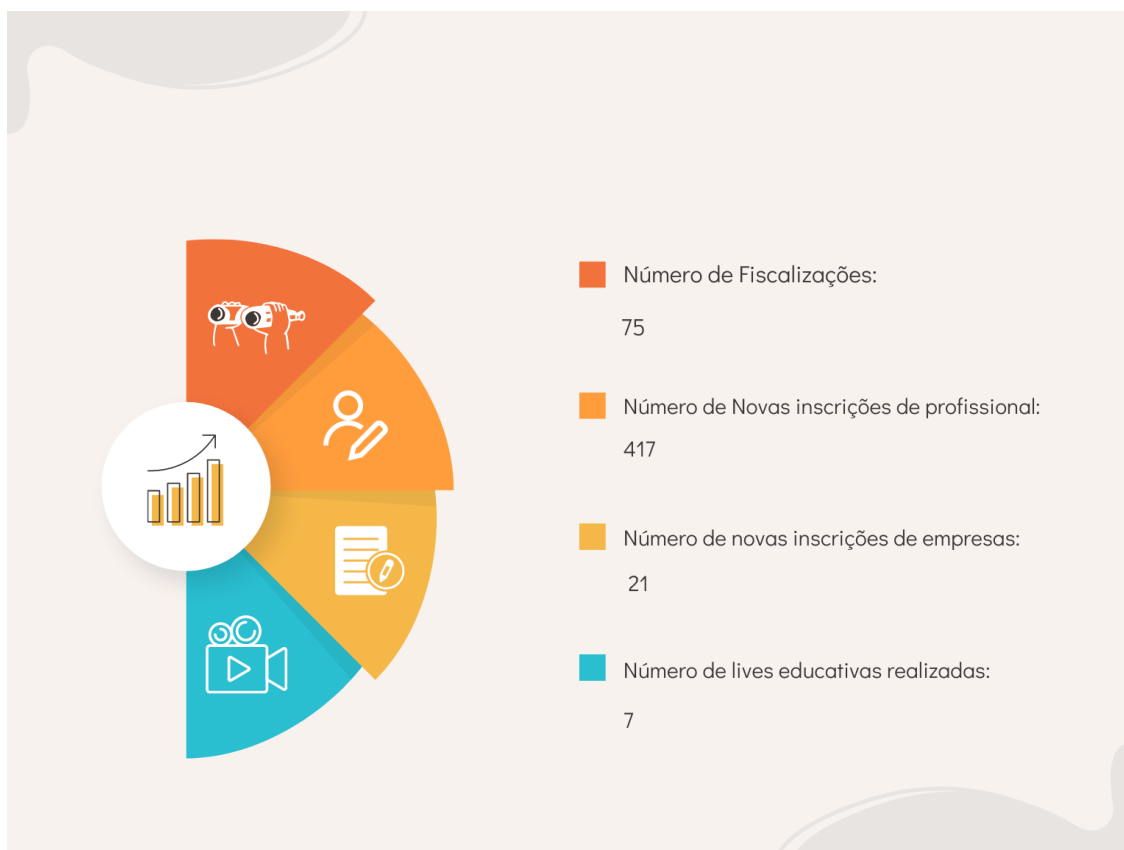 Número de Fiscalizações:
75
Número de Novas inscrições de profissional:
417
Número de novas inscrições de empresas:
21
Número de lives educativas realizadas:
7